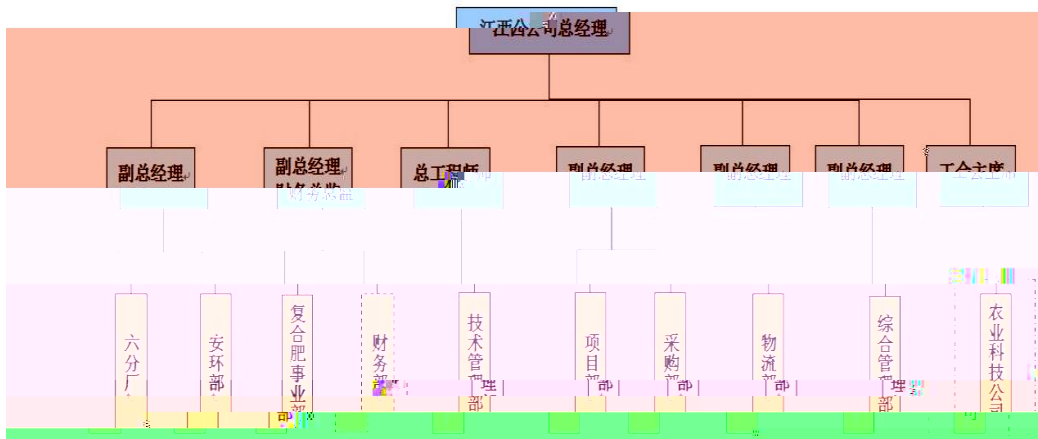 江西公司总经理
副总经理
副总经理
财务总监
总工程师
副总经理
副总经理
副总经理
工会主席
六分厂
安环部
复合肥事业部
财务部
技术管理部
项目部
采购部
物流部
综合管理部
农业科技公司